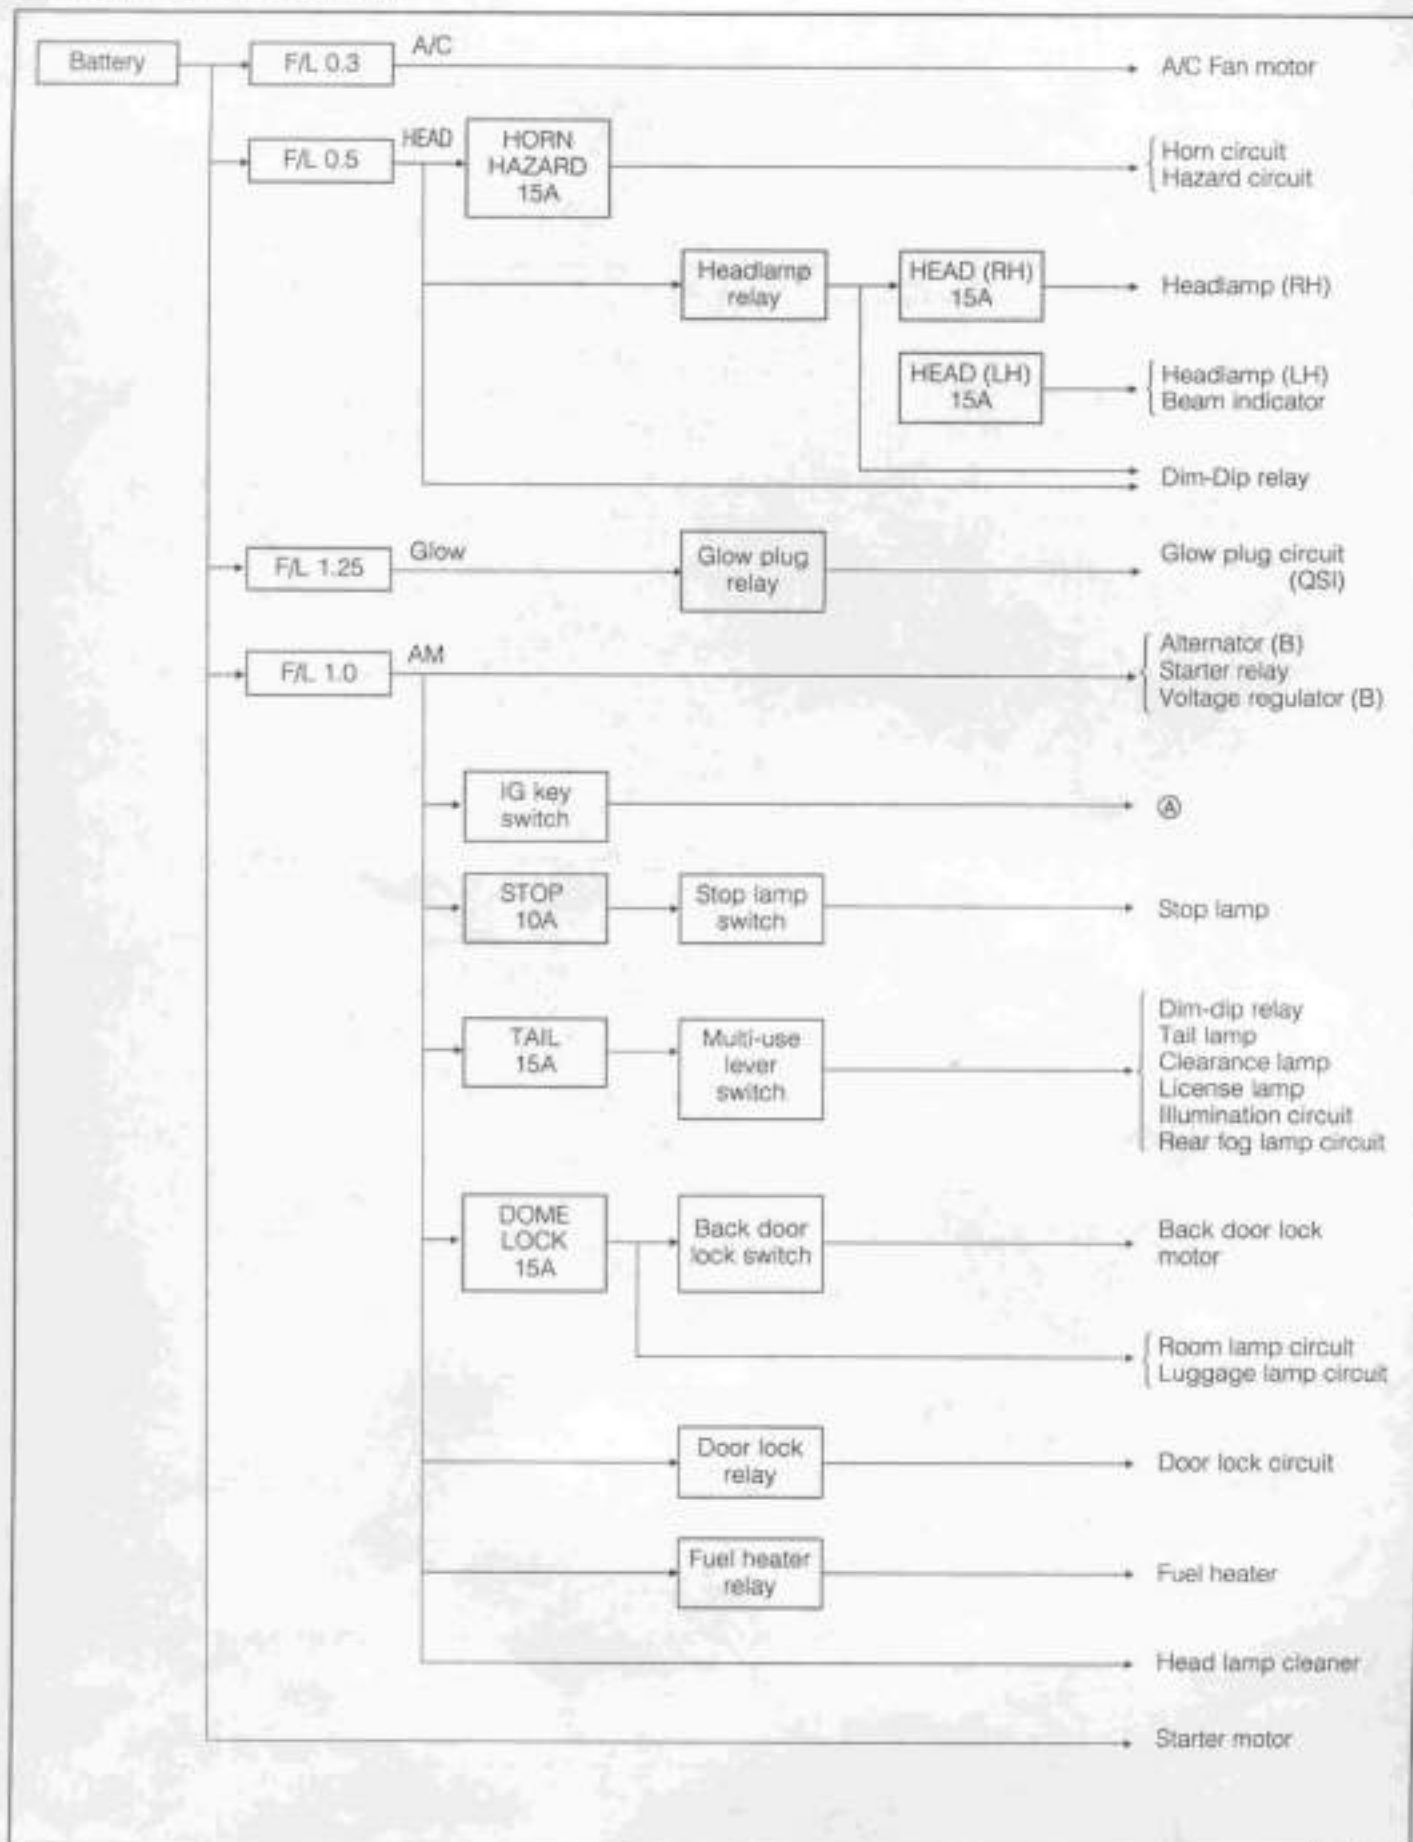 Battery
F/L 0.3
A/C
A/C Fan motor
F/L 0.5
HEAD
HORN
HAZARD
15A
Horn circuit
Hazard circuit
Headlamp
relay
HEAD (RH)
15A
Headlamp (RH)
HEAD (LH)
15A
Headlamp (LH)
Beam indicator
Dim-Dip relay
F/L 1.25
Glow
Glow plug
relay
Glow plug circuit
(QSI)
F/L 1.0
AM
Alternator (B)
Starter relay
Voltage regulator (B)
IG key
switch
Ⓐ
STOP
10A
Stop lamp
switch
Stop lamp
TAIL
15A
Multi-use
lever
switch
Dim-dip relay
Tail lamp
Clearance lamp
License lamp
Illumination circuit
Rear fog lamp circuit
DOME
LOCK
15A
Back door
lock switch
Back door lock
motor
Room lamp circuit
Luggage lamp circuit
Door lock
relay
Door lock circuit
Fuel heater
relay
Fuel heater
Head lamp cleaner
Starter motor